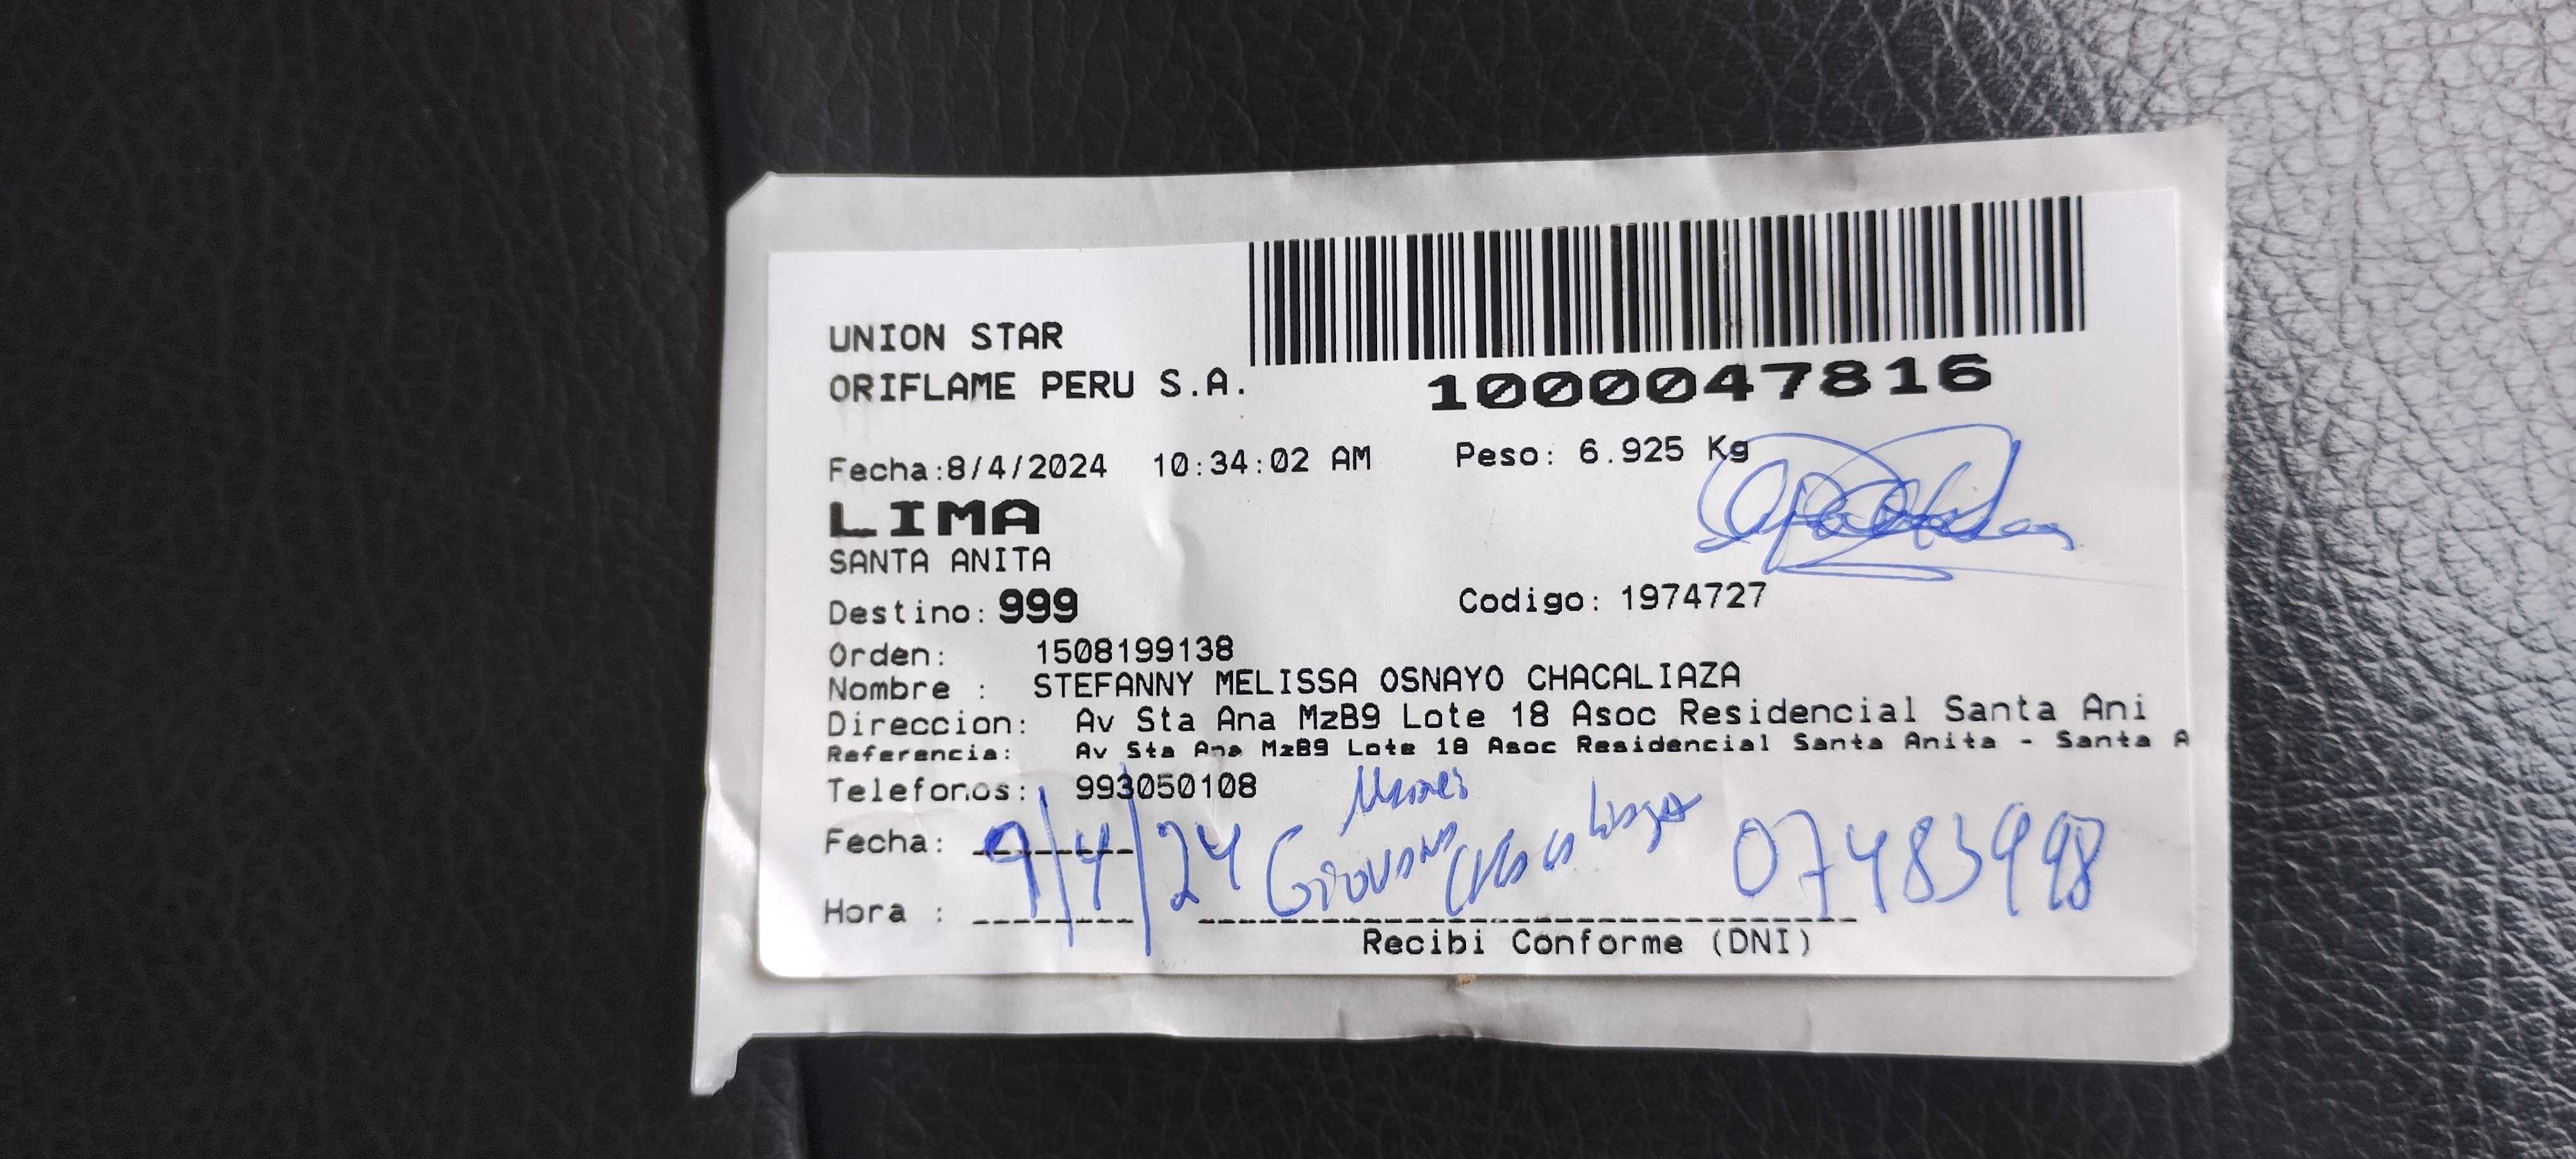 UNION STAR
ORIFLAME PERU S.A.
1000047816
Fecha:8/4/2024 10:34:02 AM Peso: 6.925 Kg
LIMA
SANTA ANITA
Destino: 999 Codigo: 1974727
Orden: 1508199138
Nombre : STEFANNY MELISSA OSNAYO CHACALIAZA
Direccion: Av Sta Ana MzB9 Lote 18 Asoc Residencial Santa Ani
Referencia: Av Sta Ana MzB9 Lote 18 Asoc Residencial Santa Anita - Santa A
Telefonos: 993050108
Fecha: 9/4/24 07483998
Hora :
Recibi Conforme (DNI)